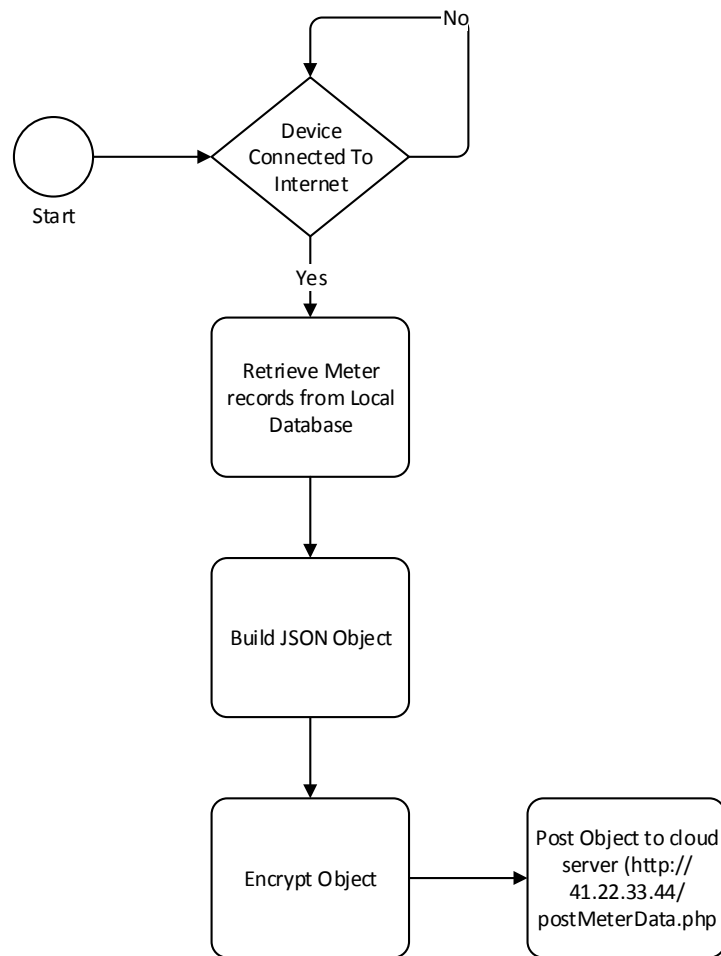 No
Device
Connected To
Internet
Start
Yes
Retrieve Meter
records from Local
Database
Build JSON Object
Encrypt Object
Post Object to cloud
server (http://
41.22.33.44/
postMeterData.php